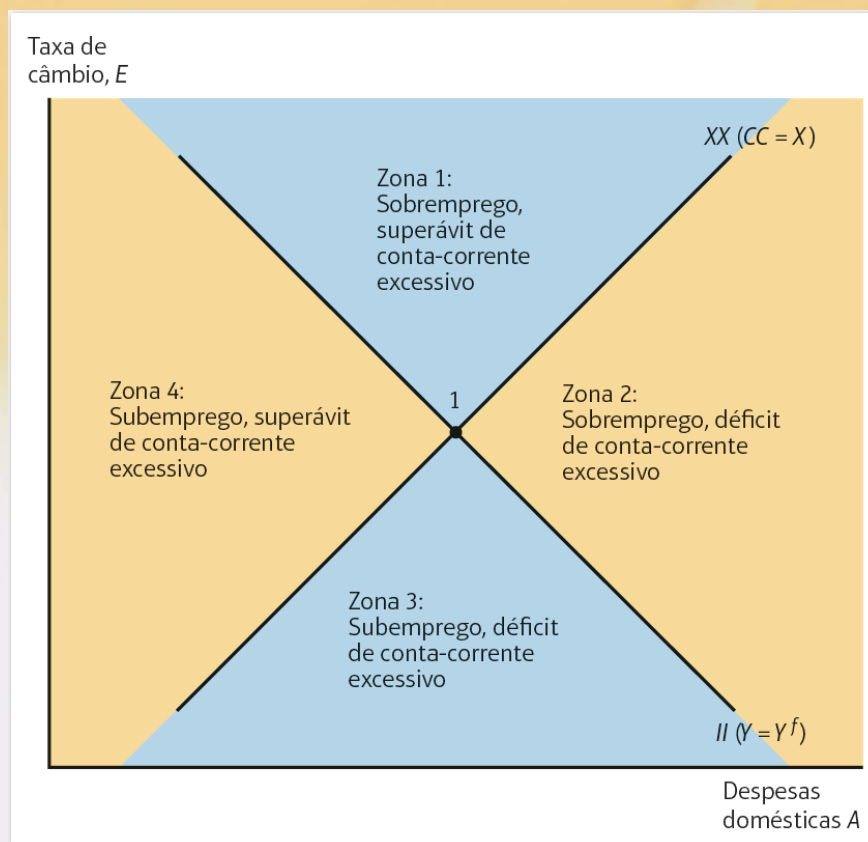 Taxa de
câmbio, E
XX (CC = X)
Zona 1:
Sobremprego,
superávit de
conta-corrente
excessivo
Zona 4:
Subemprego, superávit
de conta-corrente
excessivo
1
Zona 2:
Sobremprego, déficit
de conta-corrente
excessivo
Zona 3:
Subemprego, déficit
de conta-corrente
excessivo
II (Y = Y^f)
Despesas
domésticas A